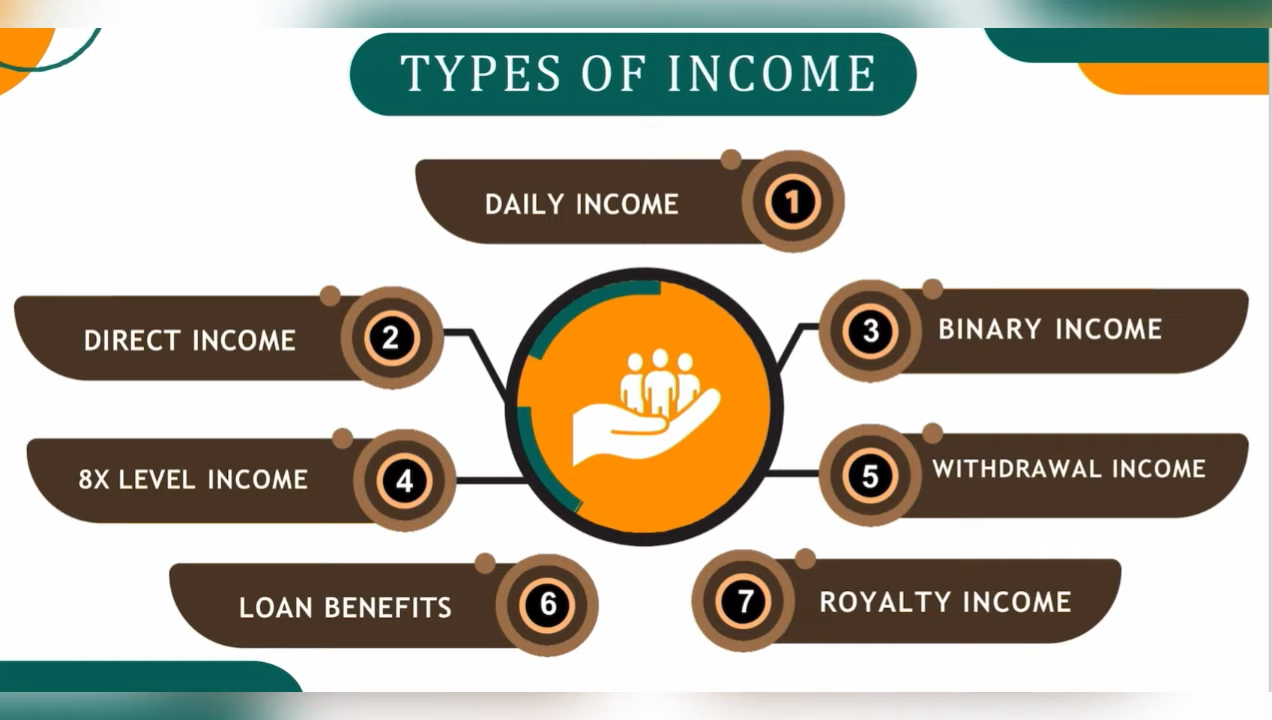 TYPES OF INCOME
DAILY INCOME 1
DIRECT INCOME 2
3 BINARY INCOME
8X LEVEL INCOME 4
5 WITHDRAWAL INCOME
LOAN BENEFITS 6
7 ROYALTY INCOME